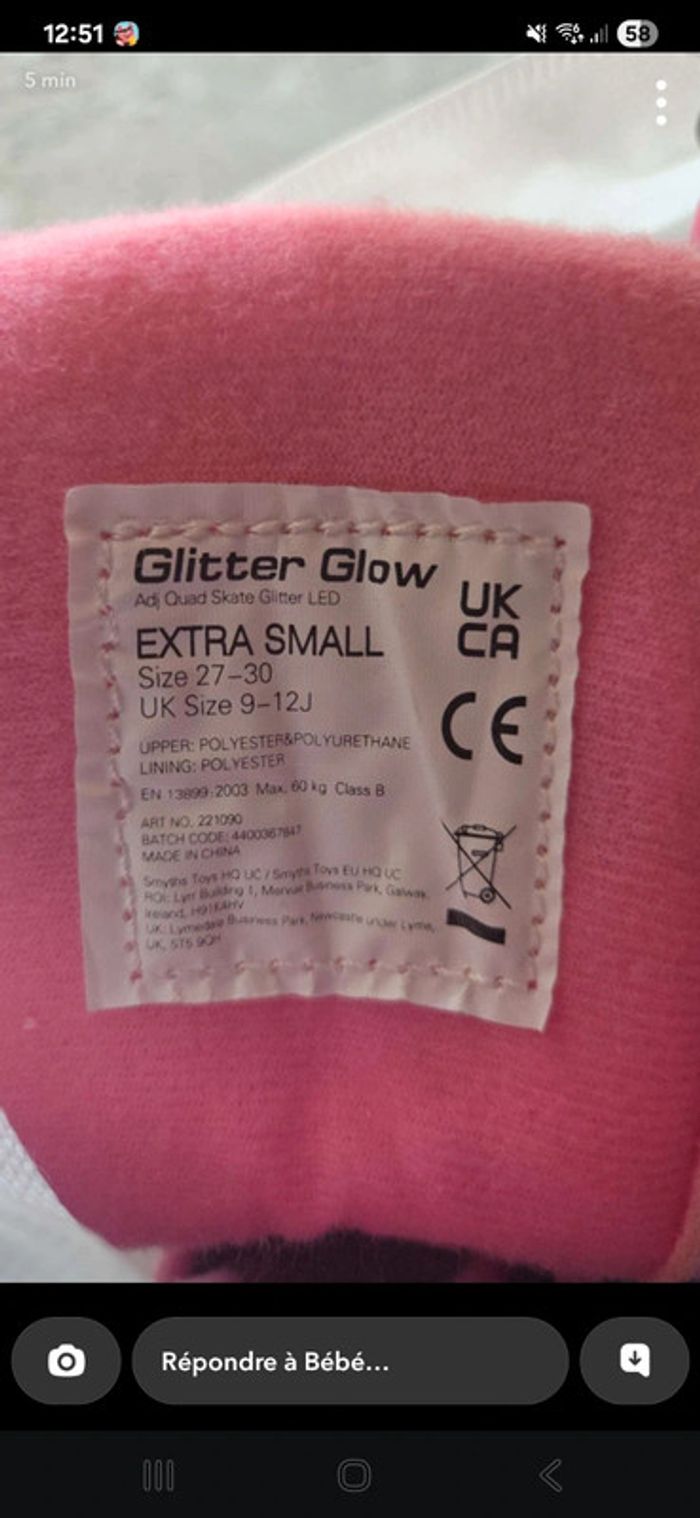 12:51
58
5 min
Glitter Glow
Adj Quad Skate Glitter LED
EXTRA SMALL
Size 27-30
UK Size 9-12J
UK
CA
CE
UPPER: POLYESTER&POLYURETHANE
LINING: POLYESTER
EN 13899:2003 Max. 60 kg Class B
ART NO. 221090
BATCH CODE: 4400367847
MADE IN CHINA
Smyths Toys HQ UC / Smyths Toys EU HQ UC
ROI: Lyrr Building 1, Mervue Business Park, Galway,
Ireland, H91K4HV
UK: Lymedale Business Park, Newcastle under Lyme,
UK, ST5 9QH
Répondre à Bébé...